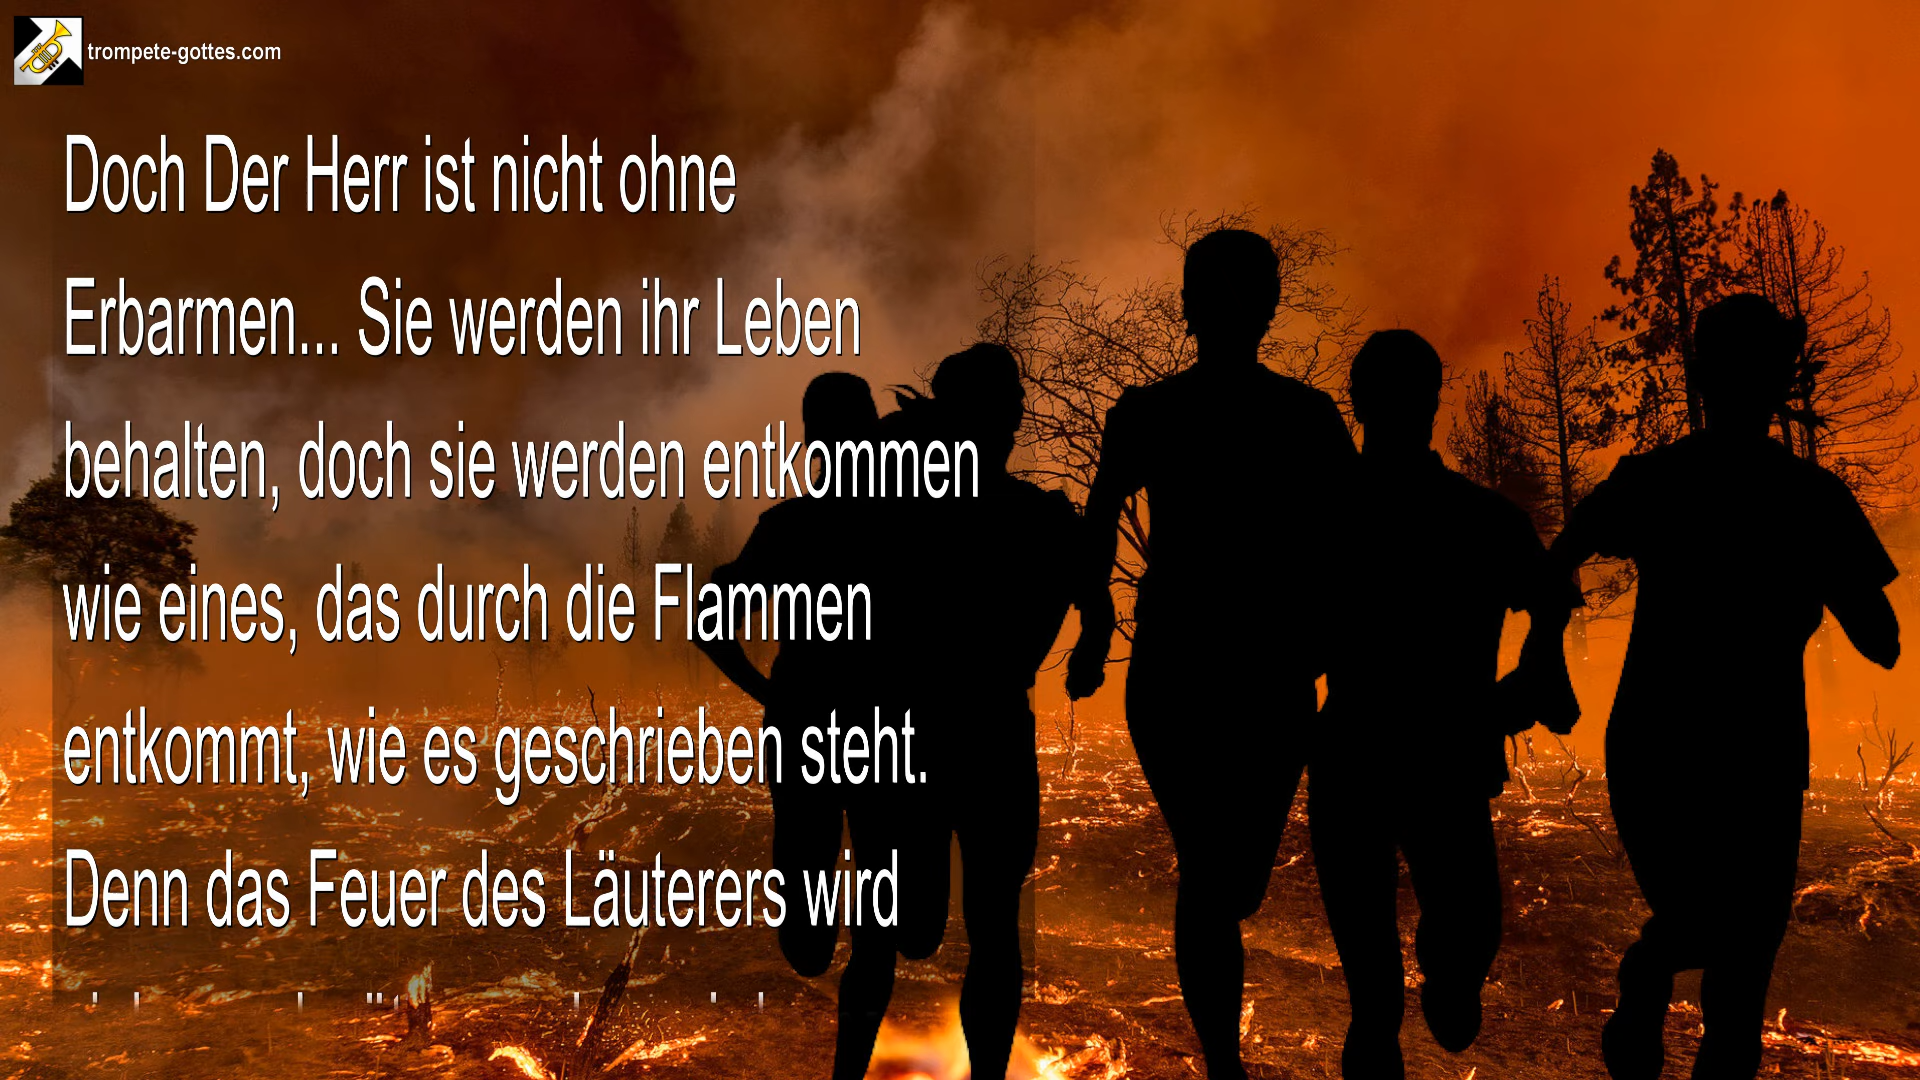 trompete-gottes.com
Doch Der Herr ist nicht ohne
Erbarmen... Sie werden ihr Leben
behalten, doch sie werden entkommen
wie eines, das durch die Flammen
entkommt, wie es geschrieben steht.
Denn das Feuer des Läuterers wird